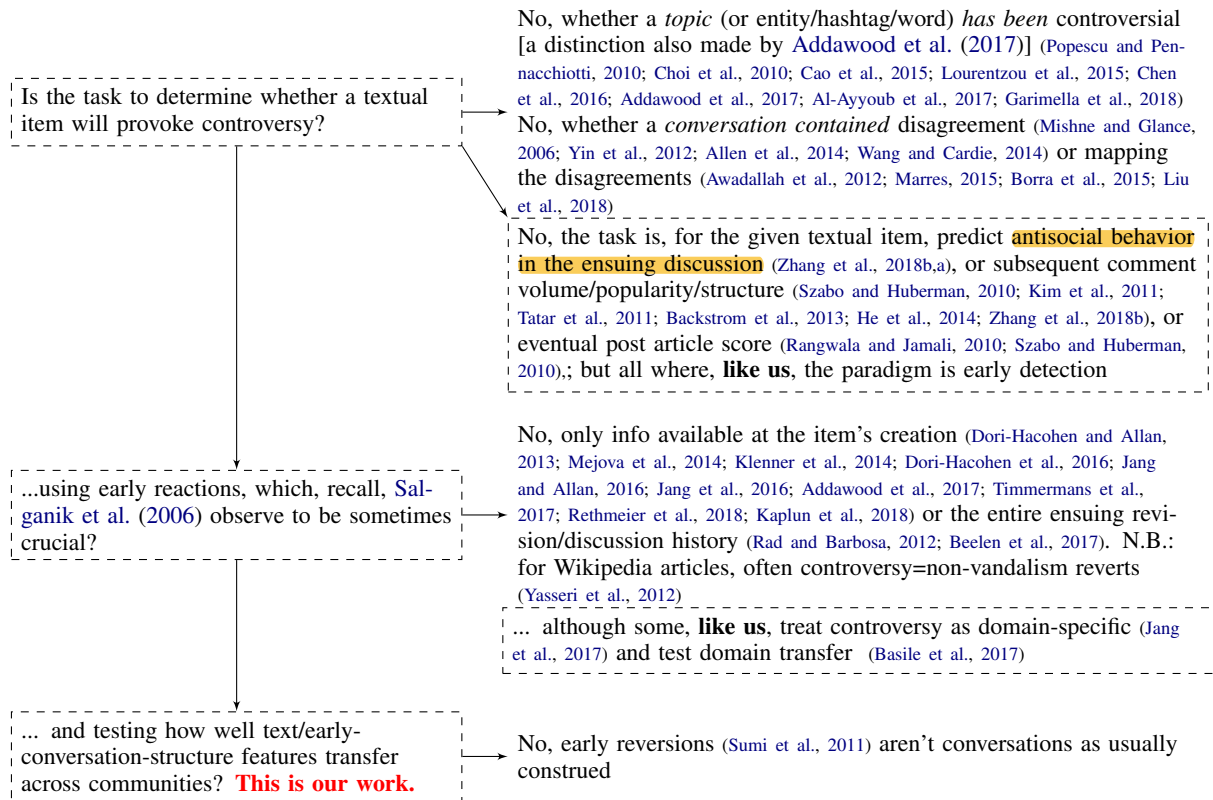 No, whether a topic (or entity/hashtag/word) has been controversial
[a distinction also made by Addawood et al. (2017)] (Popescu and Pen-
nacchiotti, 2010; Choi et al., 2010; Cao et al., 2015; Lourentzou et al., 2015; Chen
et al., 2016; Addawood et al., 2017; Al-Ayyoub et al., 2017; Garimella et al., 2018)
Is the task to determine whether a textual
item will provoke controversy?
No, whether a conversation contained disagreement (Mishne and Glance,
2006; Yin et al., 2012; Allen et al., 2014; Wang and Cardie, 2014) or mapping
the disagreements (Awadallah et al., 2012; Marres, 2015; Borra et al., 2015; Liu
et al., 2018)
No, the task is, for the given textual item, predict antisocial behavior
in the ensuing discussion (Zhang et al., 2018b,a), or subsequent comment
volume/popularity/structure (Szabo and Huberman, 2010; Kim et al., 2011;
Tatar et al., 2011; Backstrom et al., 2013; He et al., 2014; Zhang et al., 2018b), or
eventual post article score (Rangwala and Jamali, 2010; Szabo and Huberman,
2010),; but all where, like us, the paradigm is early detection
...using early reactions, which, recall, Sal-
ganik et al. (2006) observe to be sometimes
crucial?
No, only info available at the item's creation (Dori-Hacohen and Allan,
2013; Mejova et al., 2014; Klenner et al., 2014; Dori-Hacohen et al., 2016; Jang
and Allan, 2016; Jang et al., 2016; Addawood et al., 2017; Timmermans et al.,
2017; Rethmeier et al., 2018; Kaplun et al., 2018) or the entire ensuing revi-
sion/discussion history (Rad and Barbosa, 2012; Beelen et al., 2017). N.B.:
for Wikipedia articles, often controversy=non-vandalism reverts
(Yasseri et al., 2012)
... although some, like us, treat controversy as domain-specific (Jang
et al., 2017) and test domain transfer (Basile et al., 2017)
... and testing how well text/early-
conversation-structure features transfer
across communities? This is our work.
No, early reversions (Sumi et al., 2011) aren't conversations as usually
construed